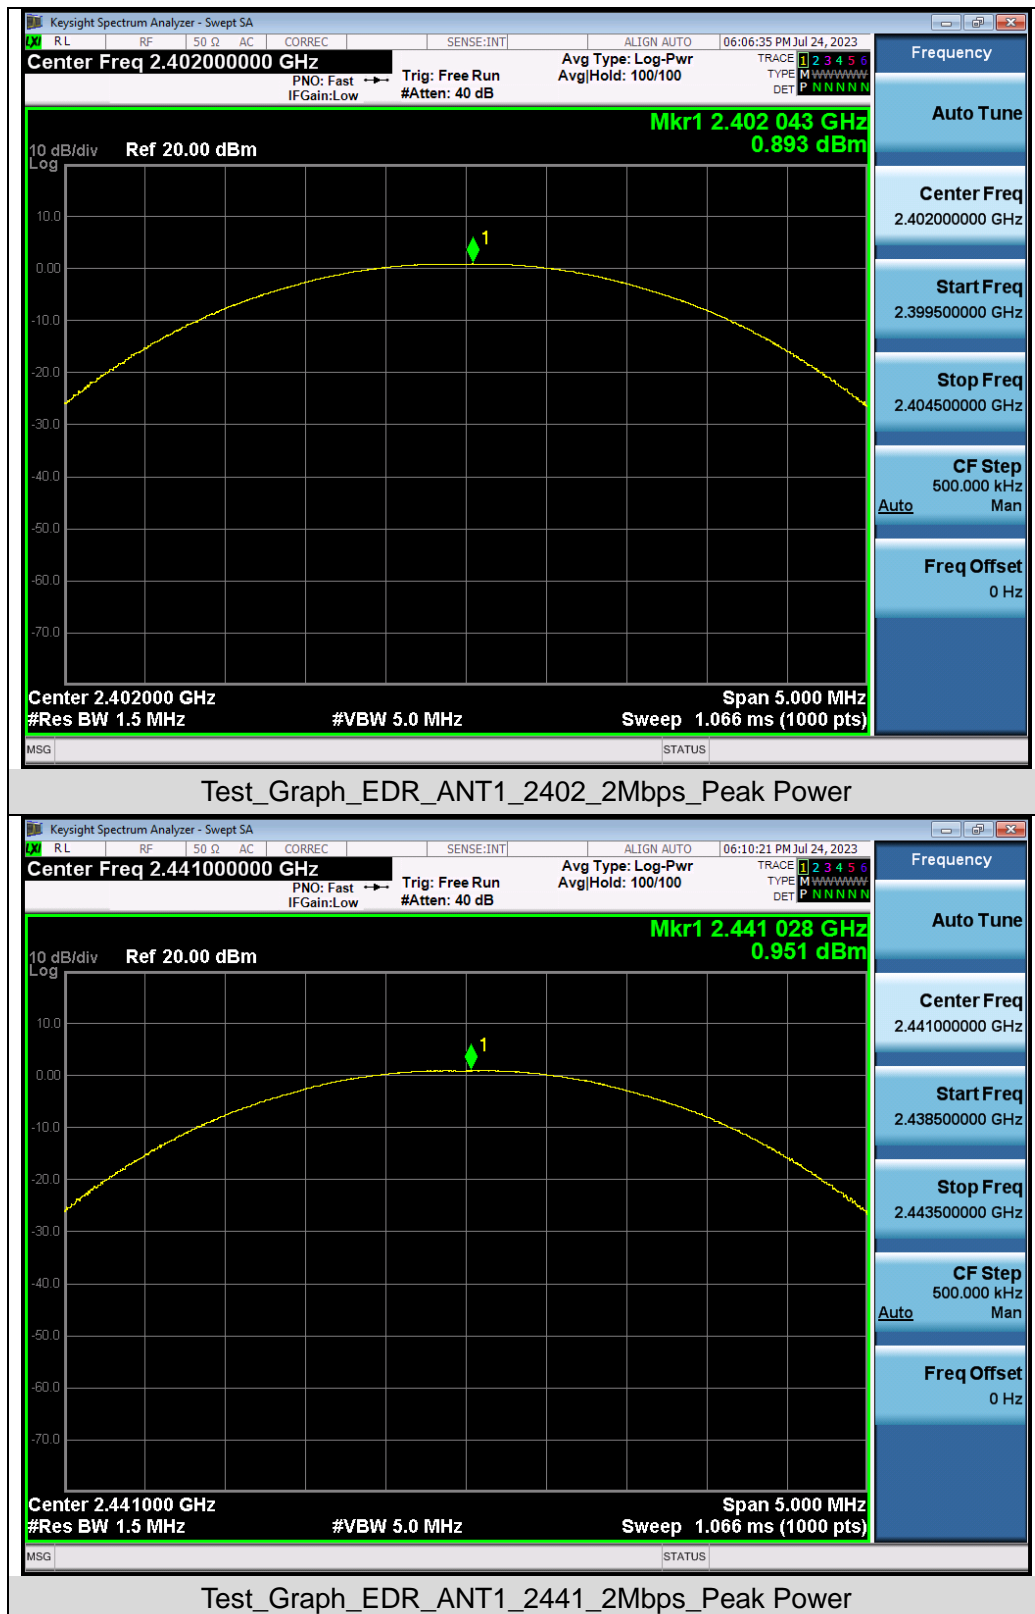 Keysight Spectrum Analyzer - Swept SA
LXI RL RF 50 Ω AC CORREC SENSE:INT ALIGN AUTO 06:06:35 PM Jul 24, 2023
Center Freq 2.402000000 GHz
PNO: Fast
IFGain:Low
Trig: Free Run
#Atten: 40 dB
Avg Type: Log-Pwr
Avg|Hold: 100/100
TRACE 1 2 3 4 5 6
TYPE M WWWWW
DET P N N N N N
Mkr1 2.402 043 GHz
0.893 dBm
10 dB/div Ref 20.00 dBm
Log
10.0
1
0.00
-10.0
-20.0
-30.0
-40.0
-50.0
-60.0
-70.0
Center 2.402000 GHz Span 5.000 MHz
#Res BW 1.5 MHz #VBW 5.0 MHz Sweep 1.066 ms (1000 pts)
MSG STATUS
Frequency
Auto Tune
Center Freq
2.402000000 GHz
Start Freq
2.399500000 GHz
Stop Freq
2.404500000 GHz
CF Step
500.000 kHz
Auto Man
Freq Offset
0 Hz
Test_Graph_EDR_ANT1_2402_2Mbps_Peak Power
Keysight Spectrum Analyzer - Swept SA
LXI RL RF 50 Ω AC CORREC SENSE:INT ALIGN AUTO 06:10:21 PM Jul 24, 2023
Center Freq 2.441000000 GHz
PNO: Fast
IFGain:Low
Trig: Free Run
#Atten: 40 dB
Avg Type: Log-Pwr
Avg|Hold: 100/100
TRACE 1 2 3 4 5 6
TYPE M WWWWW
DET P N N N N N
Mkr1 2.441 028 GHz
0.951 dBm
10 dB/div Ref 20.00 dBm
Log
10.0
1
0.00
-10.0
-20.0
-30.0
-40.0
-50.0
-60.0
-70.0
Center 2.441000 GHz Span 5.000 MHz
#Res BW 1.5 MHz #VBW 5.0 MHz Sweep 1.066 ms (1000 pts)
MSG STATUS
Frequency
Auto Tune
Center Freq
2.441000000 GHz
Start Freq
2.438500000 GHz
Stop Freq
2.443500000 GHz
CF Step
500.000 kHz
Auto Man
Freq Offset
0 Hz
Test_Graph_EDR_ANT1_2441_2Mbps_Peak Power